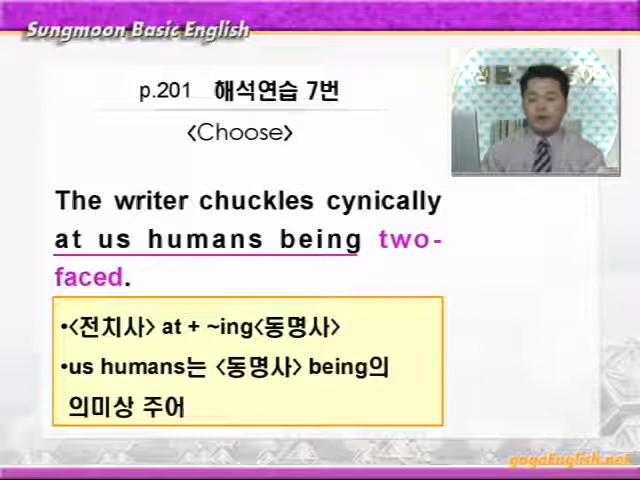 Sungmoon Basic English
p.201 해석연습 7번
<Choose>
The writer chuckles cynically
at us humans being two-
faced.
•<전치사> at + ~ing<동명사>
•us humans는 <동명사> being의
의미상 주어
gogoEnglish.net